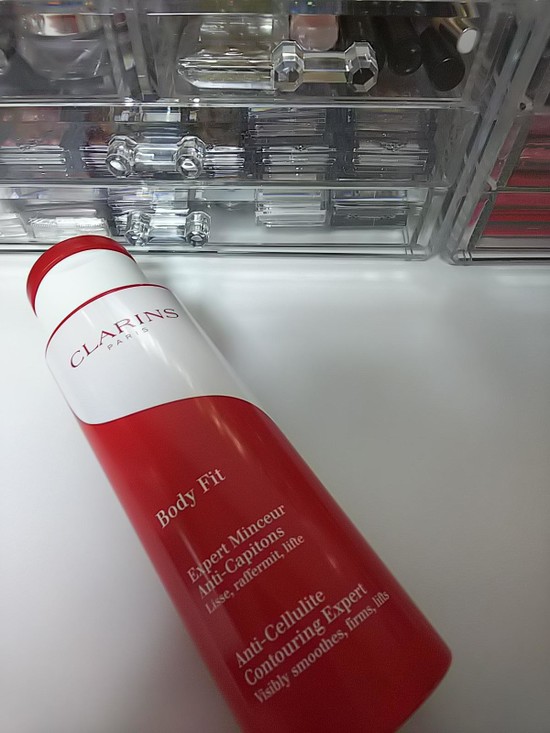 CLARINS
PARIS
Body Fit
Expert Minceur
Anti-Capitons
Lisse, raffermit, lifte
Anti-Cellulite
Contouring Expert
Visibly smoothes, firms, lifts